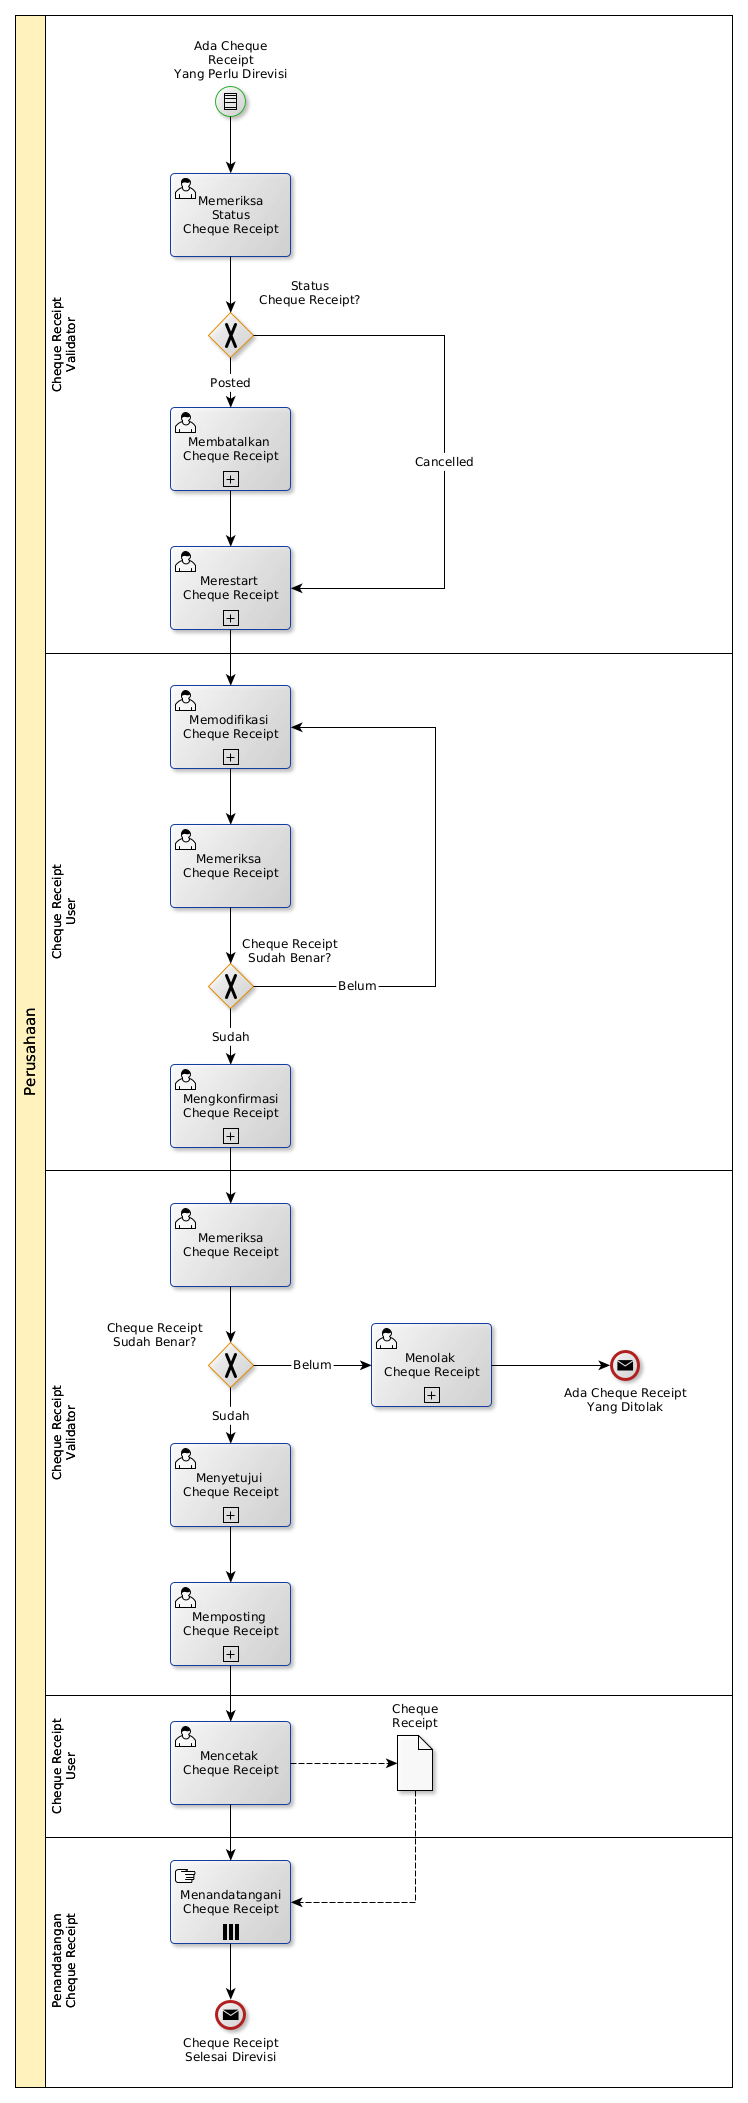 Perusahaan
Cheque Receipt
Validator
Ada Cheque
Receipt
Yang Perlu Direvisi
Memeriksa
Status
Cheque Receipt
Status
Cheque Receipt?
Posted
Cancelled
Membatalkan
Cheque Receipt
Merestart
Cheque Receipt
Cheque Receipt
User
Memodifikasi
Cheque Receipt
Memeriksa
Cheque Receipt
Cheque Receipt
Sudah Benar?
Belum
Sudah
Mengkonfirmasi
Cheque Receipt
Cheque Receipt
Validator
Memeriksa
Cheque Receipt
Cheque Receipt
Sudah Benar?
Belum
Menolak
Cheque Receipt
Ada Cheque Receipt
Yang Ditolak
Sudah
Menyetujui
Cheque Receipt
Memposting
Cheque Receipt
Cheque Receipt
User
Mencetak
Cheque Receipt
Cheque
Receipt
Penandatangan
Cheque Receipt
Menandatangani
Cheque Receipt
Cheque Receipt
Selesai Direvisi